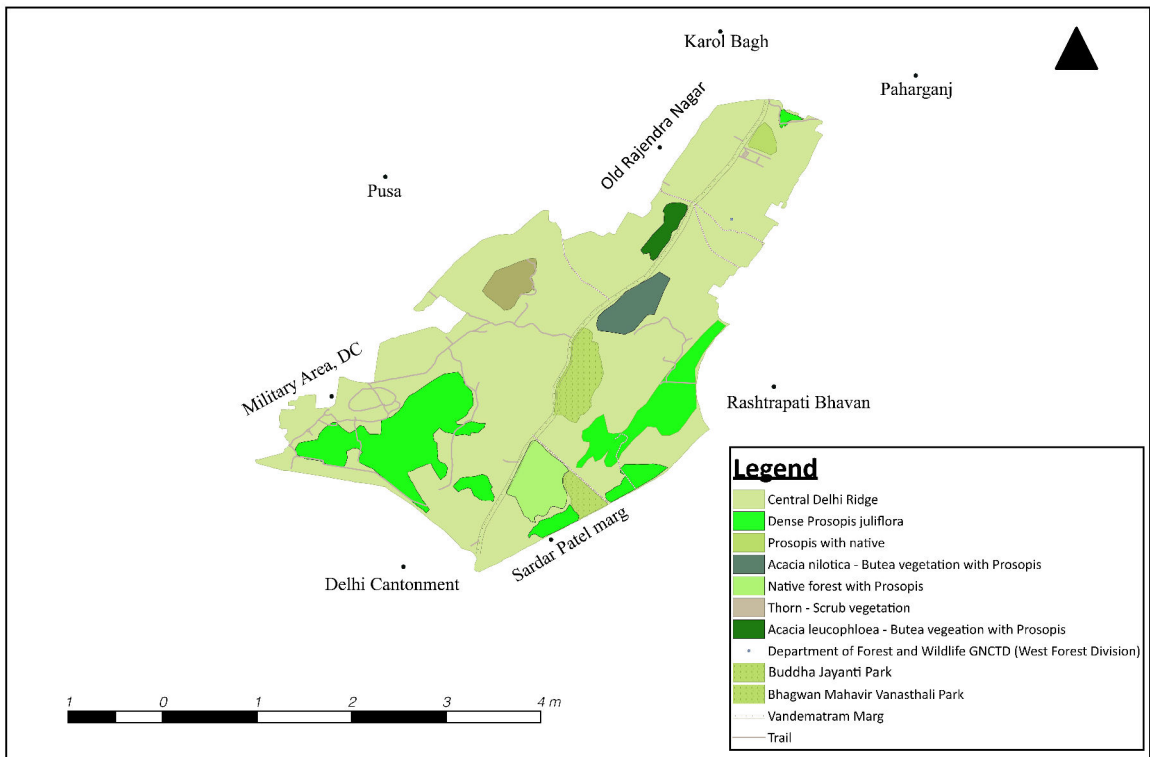 Karol Bagh
Paharganj
Old Rajendra Nagar
Pusa
Military Area, DC
Rashtrapati Bhavan
Sardar Patel marg
Delhi Cantonment
1 0 1 2 3 4 m
Legend
Central Delhi Ridge
Dense Prosopis juliflora
Prosopis with native
Acacia nilotica - Butea vegetation with Prosopis
Native forest with Prosopis
Thorn - Scrub vegetation
Acacia leucophloea - Butea vegeation with Prosopis
Department of Forest and Wildlife GNCTD (West Forest Division)
Buddha Jayanti Park
Bhagwan Mahavir Vanasthali Park
Vandematram Marg
Trail